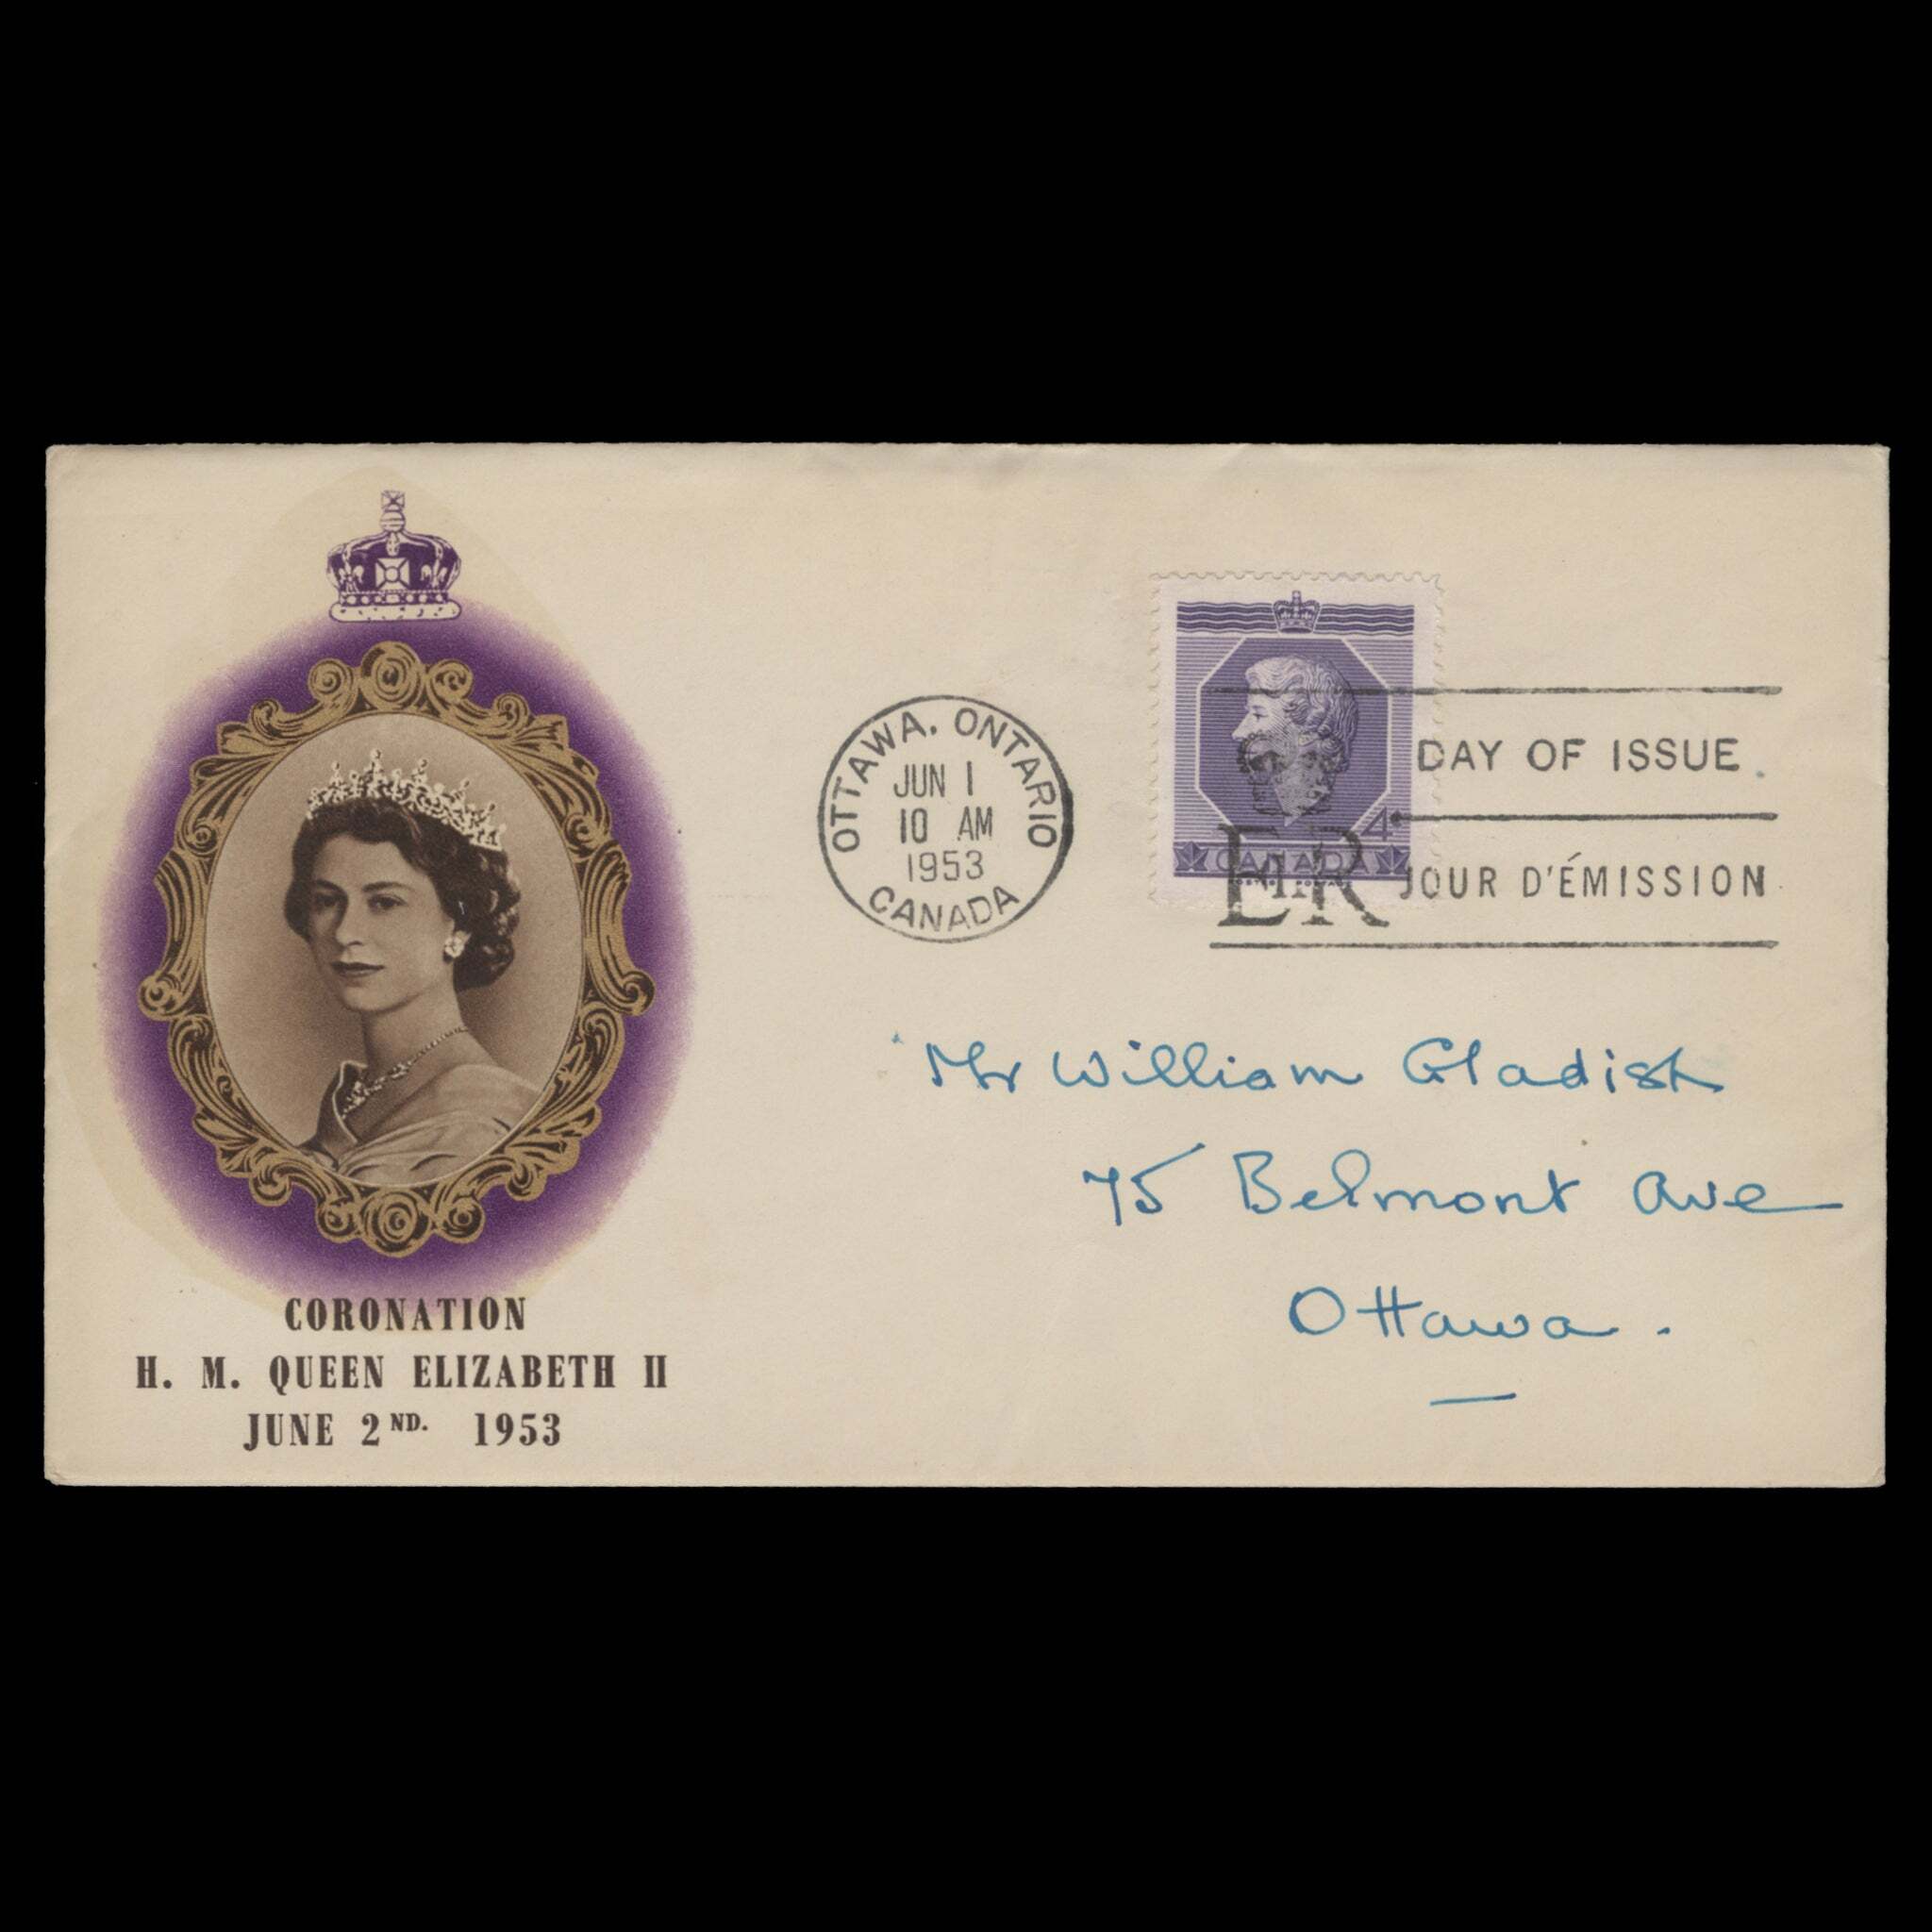 OTTAWA, ONTARIO
JUN 1
10 AM
1953
CANADA
4¢
CANADA
DAY OF ISSUE
E II R
JOUR D'ÉMISSION
Mr William Gladish
75 Belmont Ave
Ottawa.
CORONATION
H. M. QUEEN ELIZABETH II
JUNE 2ND. 1953